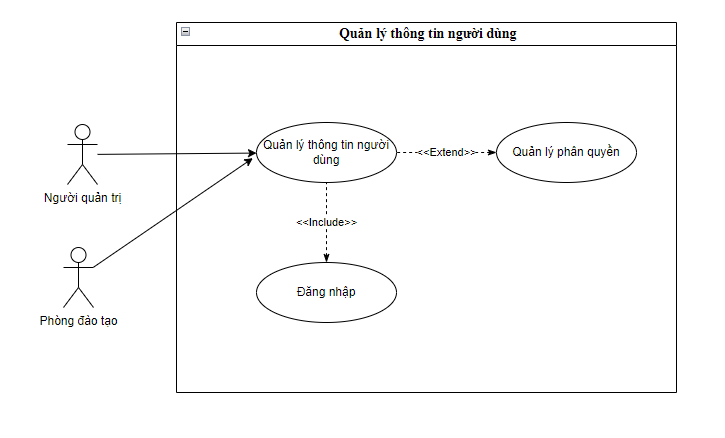 Quản lý thông tin người dùng
Quản lý thông tin người
dùng
<<Extend>>
Quản lý phân quyền
Người quản trị
<<Include>>
Phòng đào tạo
Đăng nhập